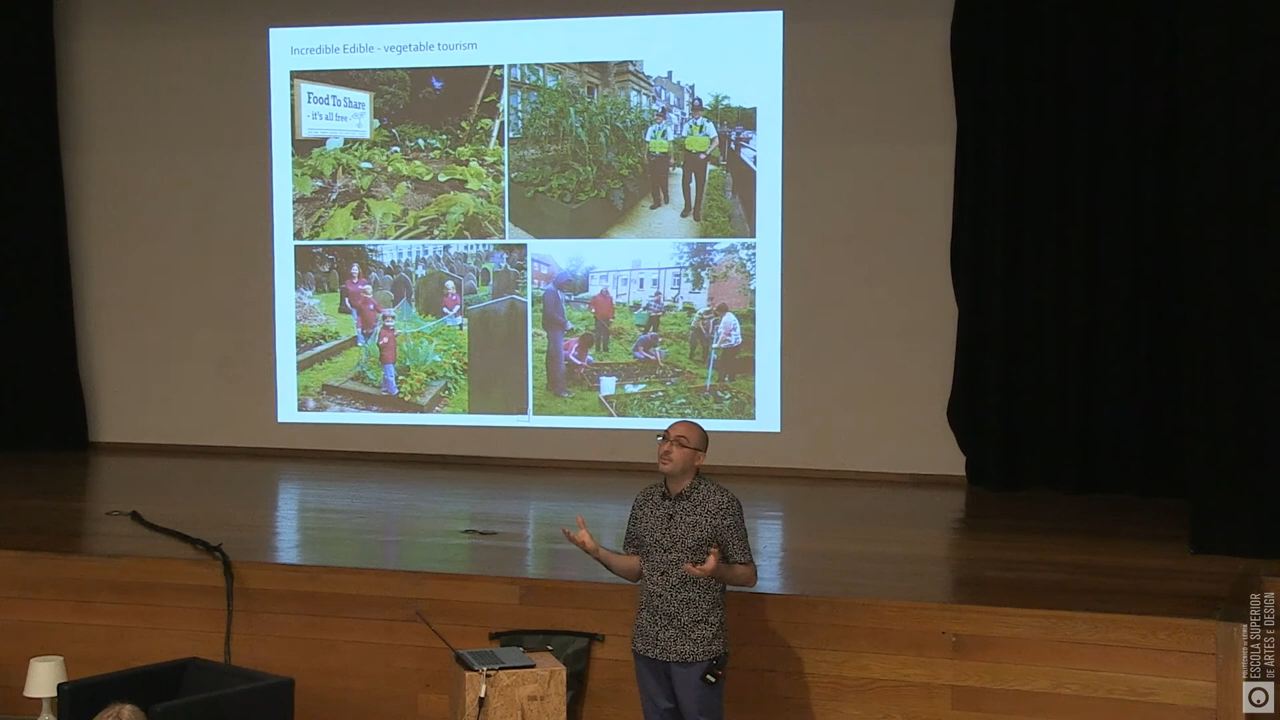 Incredible Edible - vegetable tourism
Food To Share
- it's all free -
ESCOLA SUPERIOR
DE ARTES E DESIGN